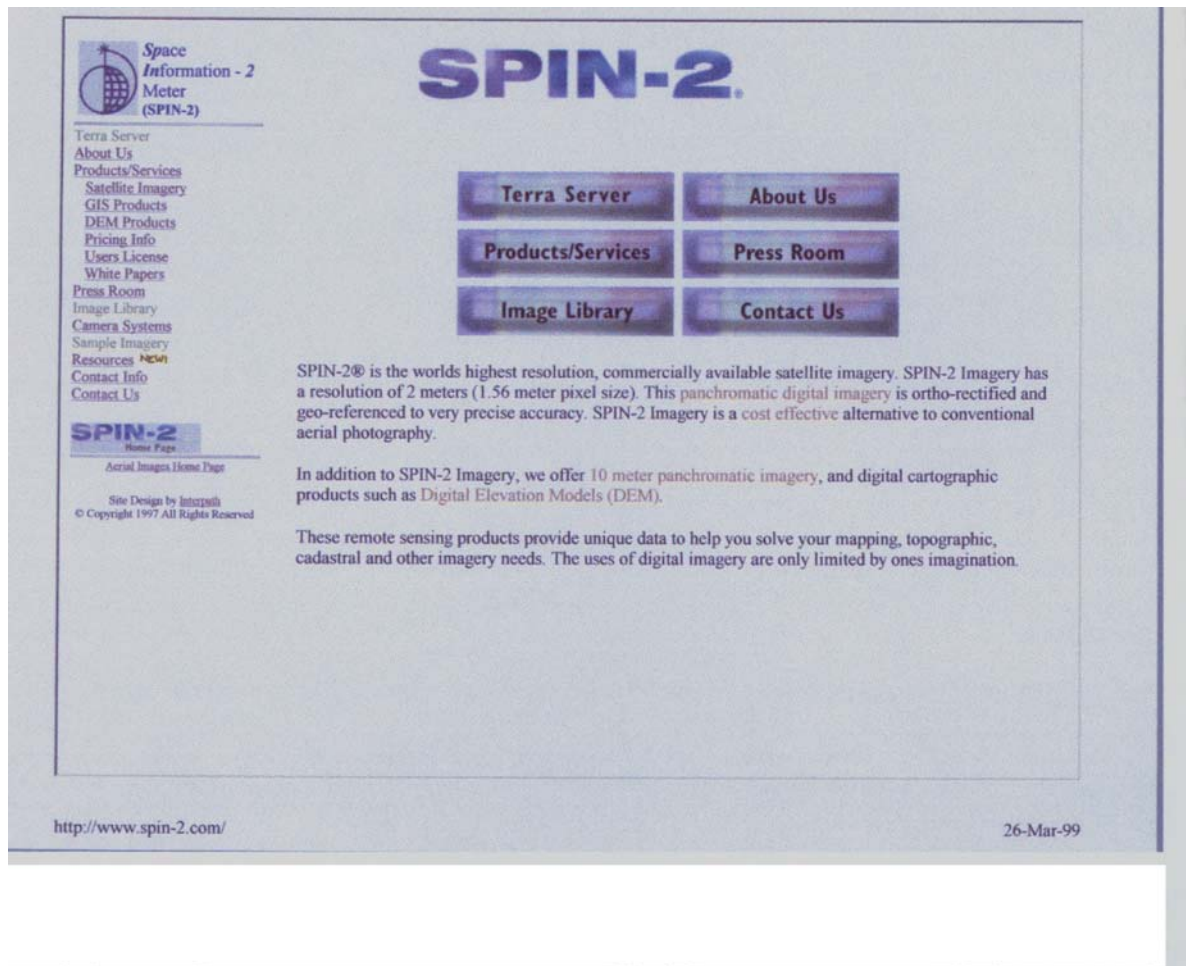 Space
Information - 2
Meter
(SPIN-2)
Terra Server
About Us
Products/Services
Satellite Imagery
GIS Products
DEM Products
Pricing Info
Users License
White Papers
Press Room
Image Library
Camera Systems
Sample Imagery
Resources NEW!
Contact Info
Contact Us
SPIN-2
Home Page
Aerial Images Home Page
Site Design by Interpath
© Copyright 1997 All Rights Reserved
SPIN-2®
Terra Server About Us
Products/Services Press Room
Image Library Contact Us
SPIN-2® is the worlds highest resolution, commercially available satellite imagery. SPIN-2 Imagery has
a resolution of 2 meters (1.56 meter pixel size). This panchromatic digital imagery is ortho-rectified and
geo-referenced to very precise accuracy. SPIN-2 Imagery is a cost effective alternative to conventional
aerial photography.
In addition to SPIN-2 Imagery, we offer 10 meter panchromatic imagery, and digital cartographic
products such as Digital Elevation Models (DEM).
These remote sensing products provide unique data to help you solve your mapping, topographic,
cadastral and other imagery needs. The uses of digital imagery are only limited by ones imagination.
http://www.spin-2.com/ 26-Mar-99